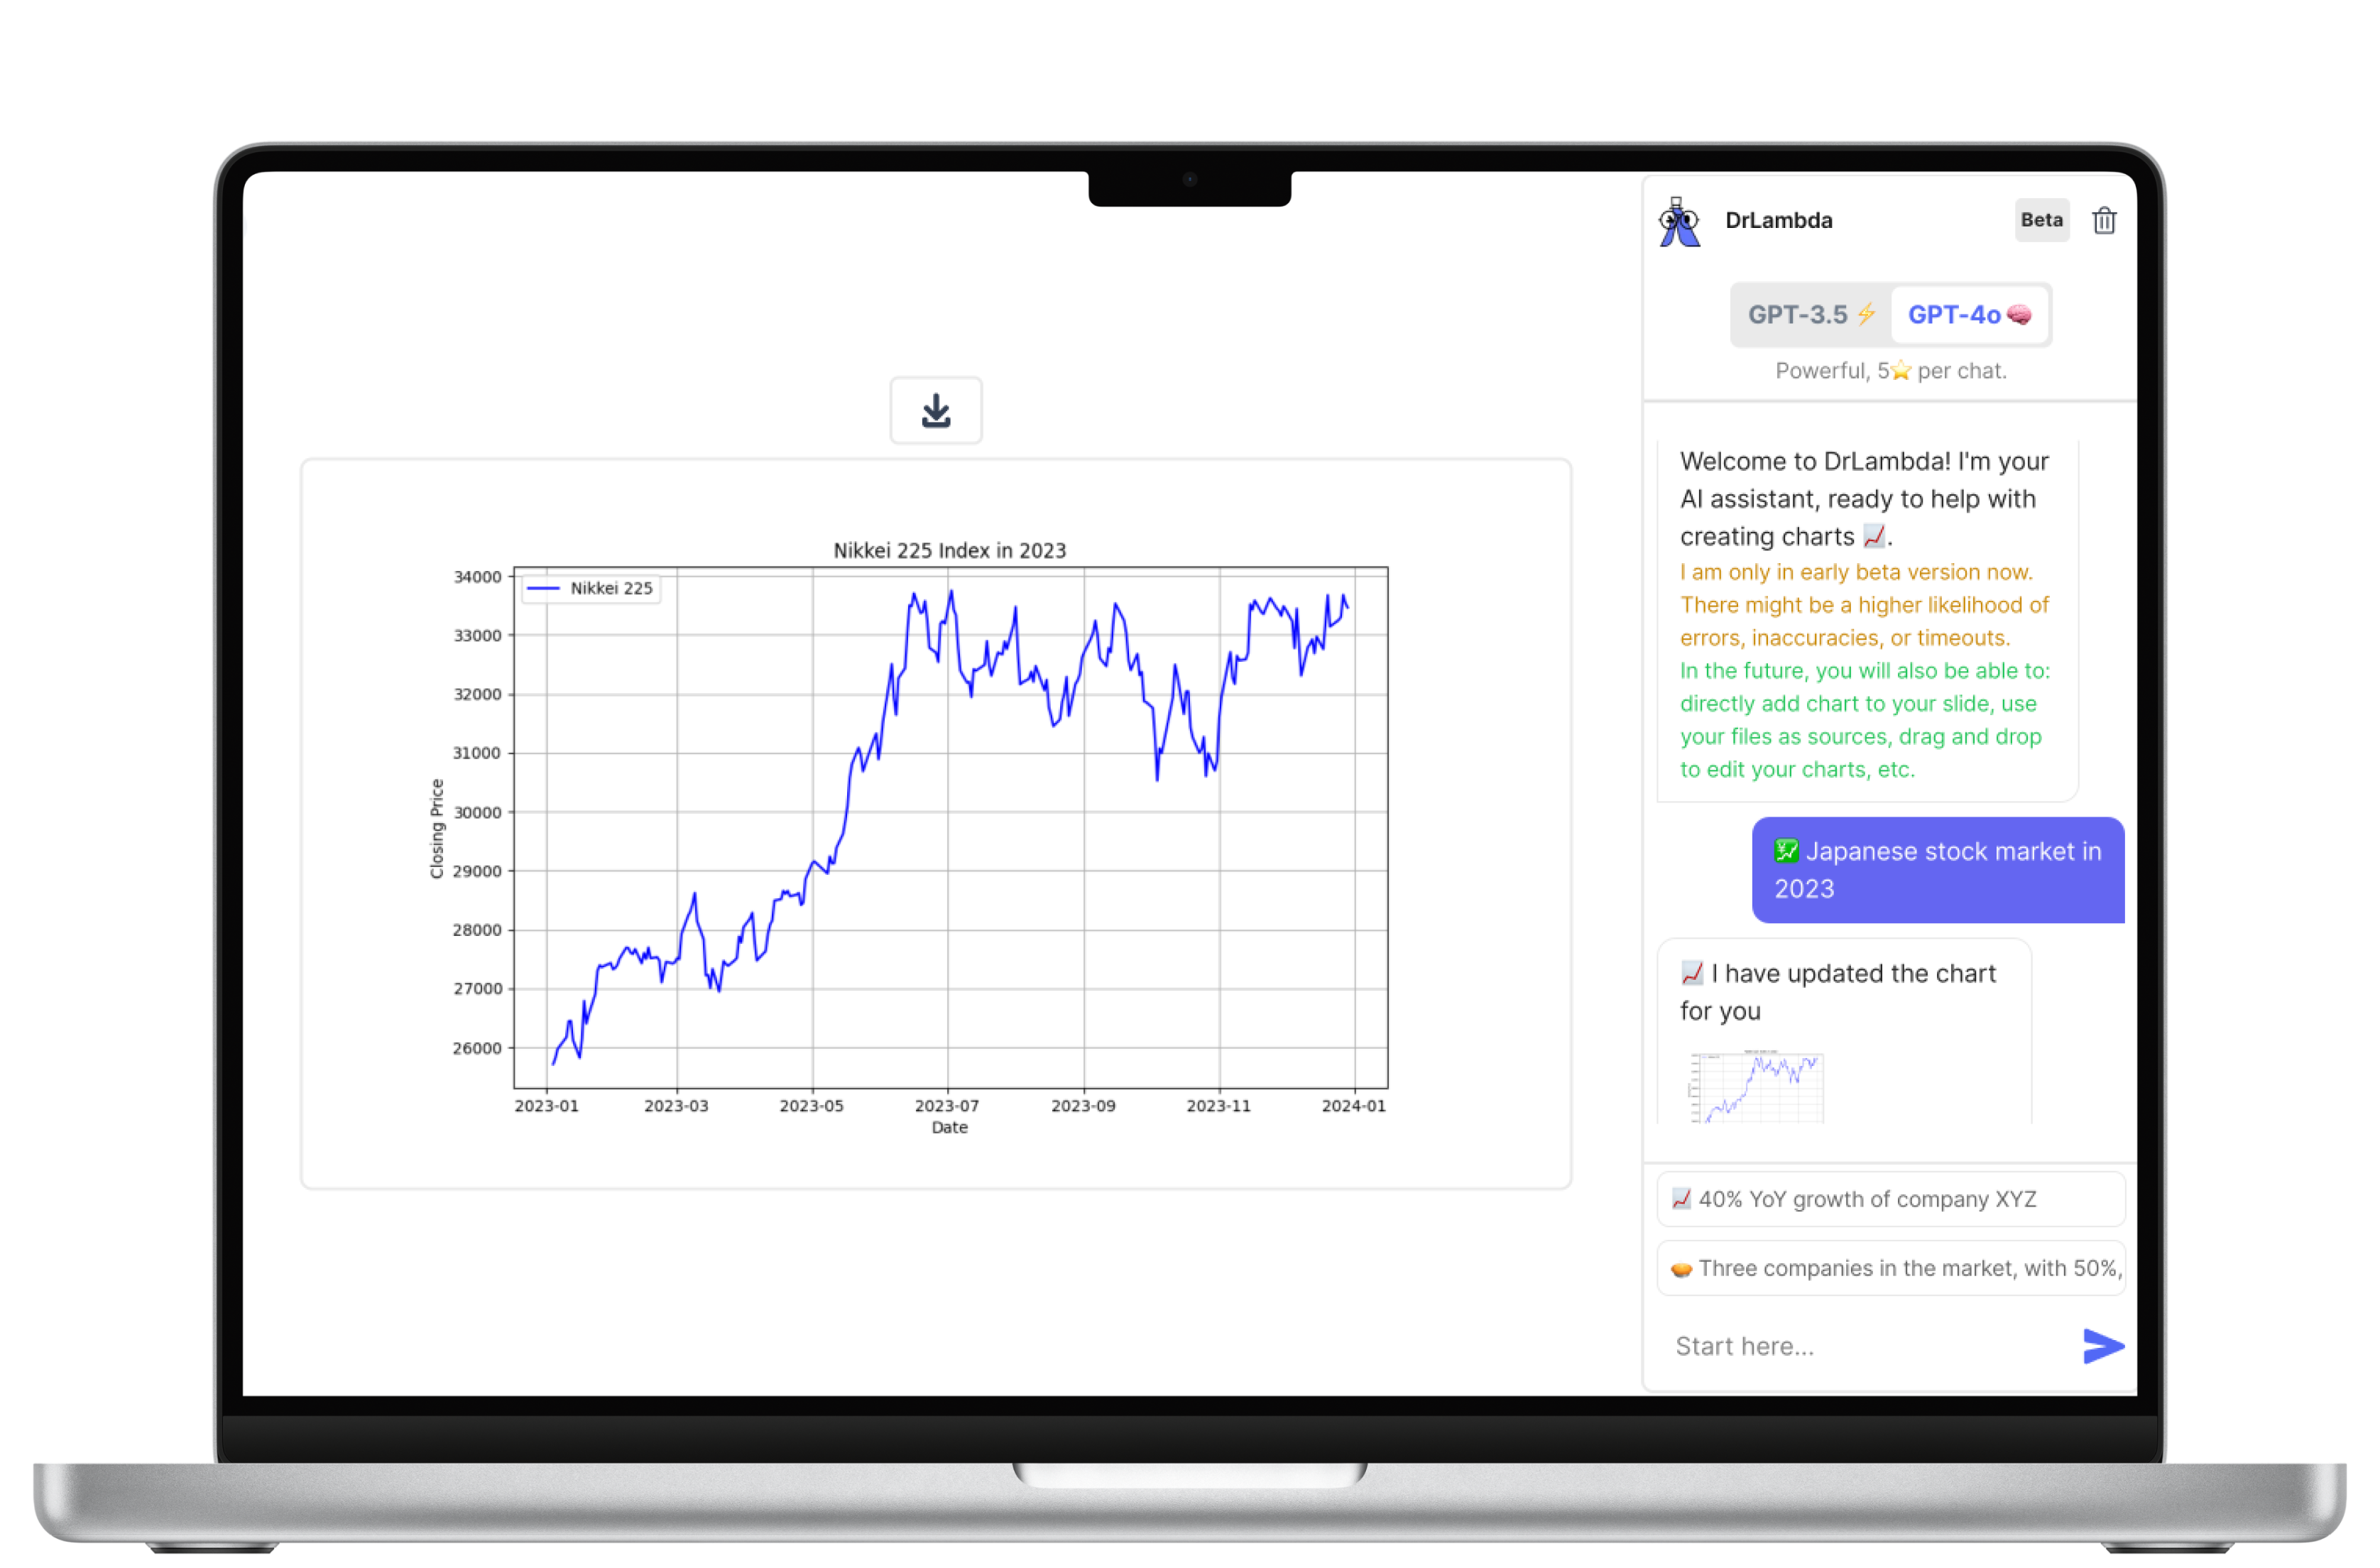 DrLambda
Beta
GPT-3.5⚡
GPT-4o🧠
Powerful, 5⭐ per chat.
Nikkei 225 Index in 2023
Nikkei 225
34000
33000
32000
31000
30000
29000
28000
27000
26000
Closing Price
2023-01
2023-03
2023-05
2023-07
2023-09
2023-11
2024-01
Date
Welcome to DrLambda! I'm your
AI assistant, ready to help with
creating charts 📈.
I am only in early beta version now.
There might be a higher likelihood of
errors, inaccuracies, or timeouts.
In the future, you will also be able to:
directly add chart to your slide, use
your files as sources, drag and drop
to edit your charts, etc.
💹 Japanese stock market in
2023
📈 I have updated the chart
for you
📈 40% YoY growth of company XYZ
🥧 Three companies in the market, with 50%,
Start here...